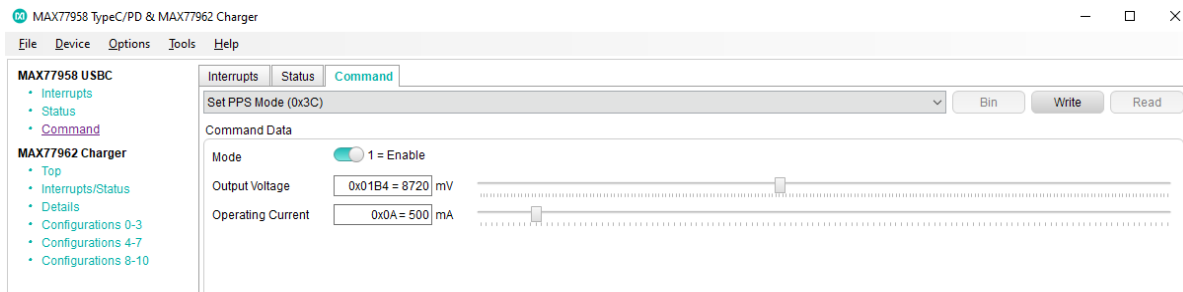 MAX77958 TypeC/PD & MAX77962 Charger
File Device Options Tools Help
MAX77958 USBC
• Interrupts
• Status
• Command
MAX77962 Charger
• Top
• Interrupts/Status
• Details
• Configurations 0-3
• Configurations 4-7
• Configurations 8-10
Interrupts Status Command
Set PPS Mode (0x3C) Bin Write Read
Command Data
Mode 1 = Enable
Output Voltage 0x01B4 = 8720 mV
Operating Current 0x0A = 500 mA